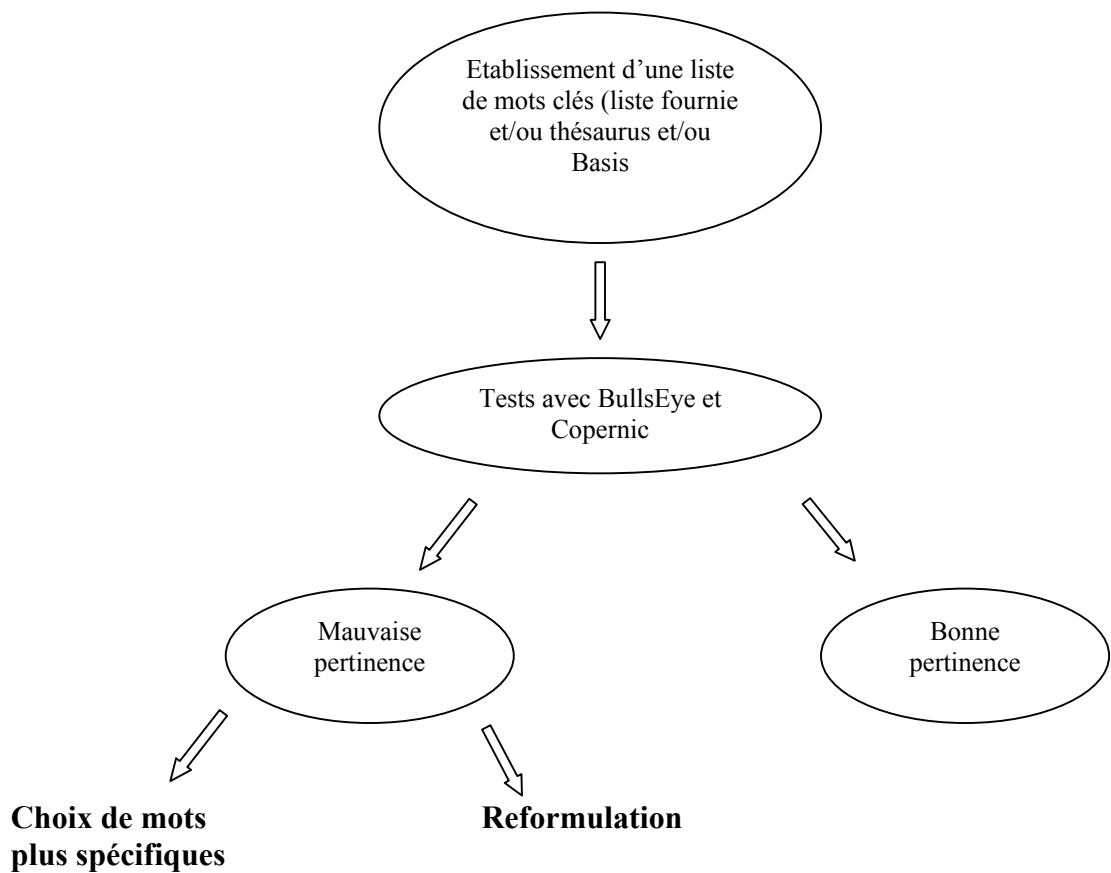 Etablissement d’une liste
de mots clés (liste fournie
et/ou thésaurus et/ou
Basis
Tests avec BullsEye et
Copernic
Mauvaise
pertinence
Bonne
pertinence
Choix de mots
plus spécifiques
Reformulation